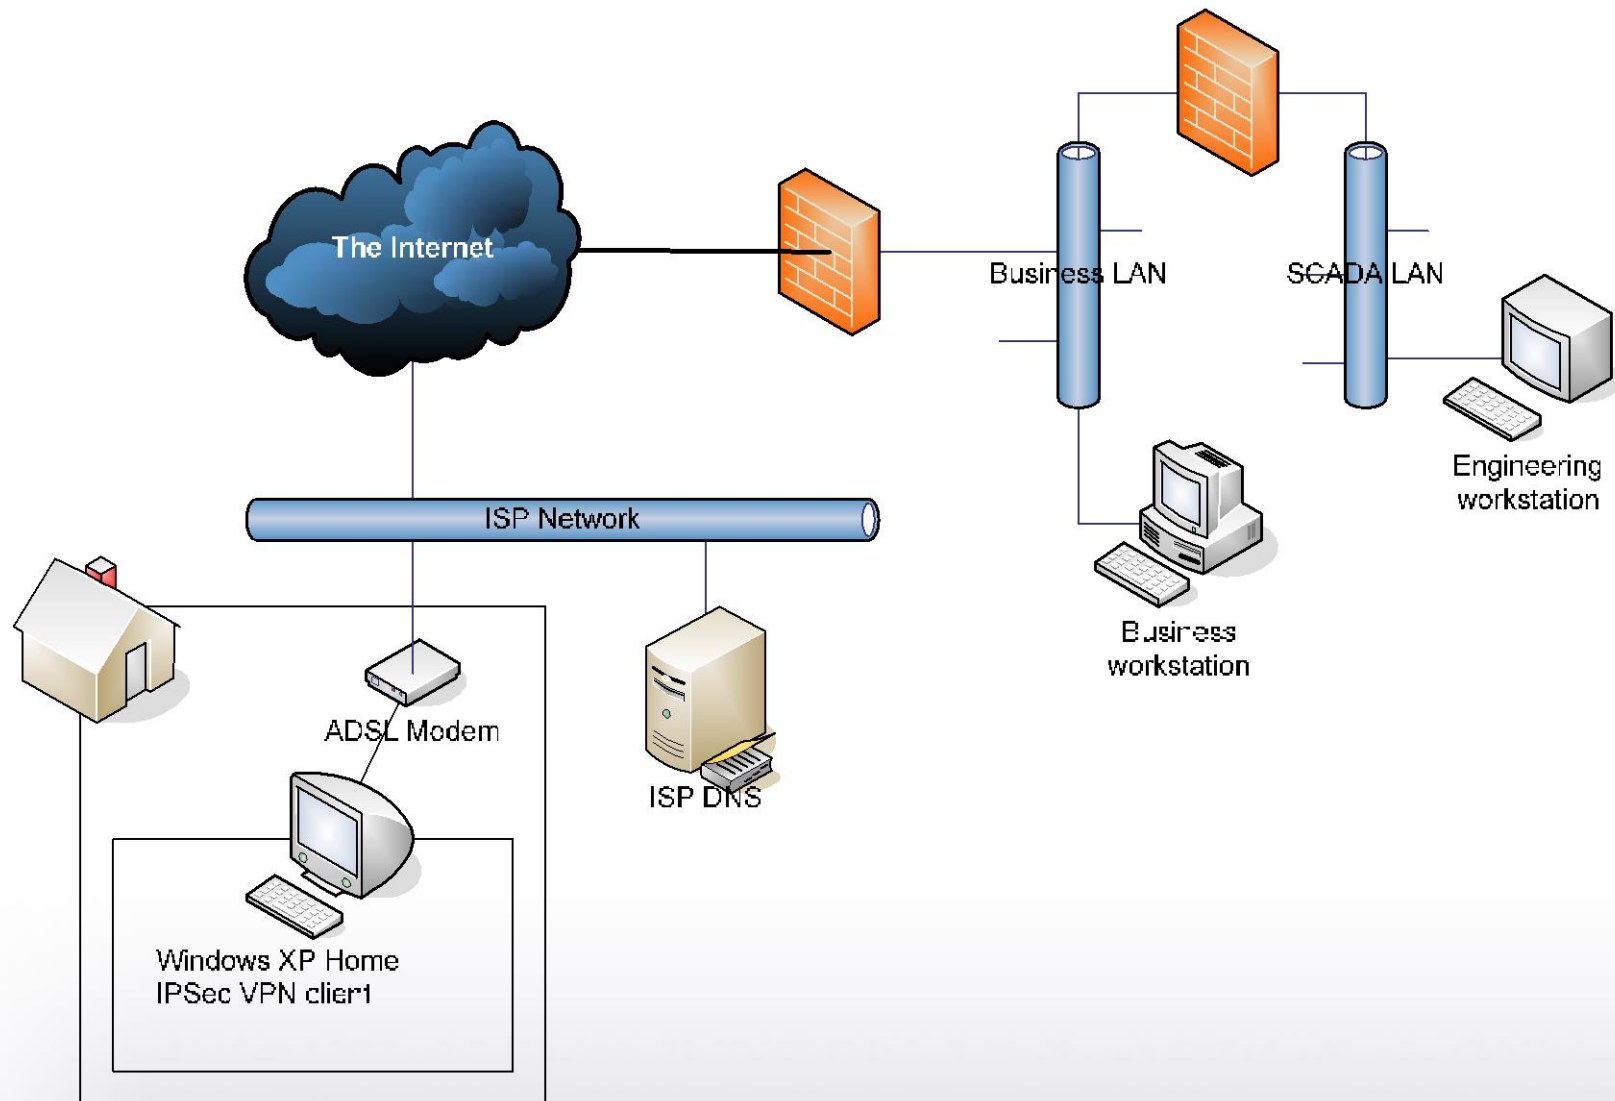 The Internet
Business LAN
SCADA LAN
Engineering
workstation
ISP Network
Business
workstation
ADSL Modem
ISP DNS
Windows XP Home
IPSec VPN client